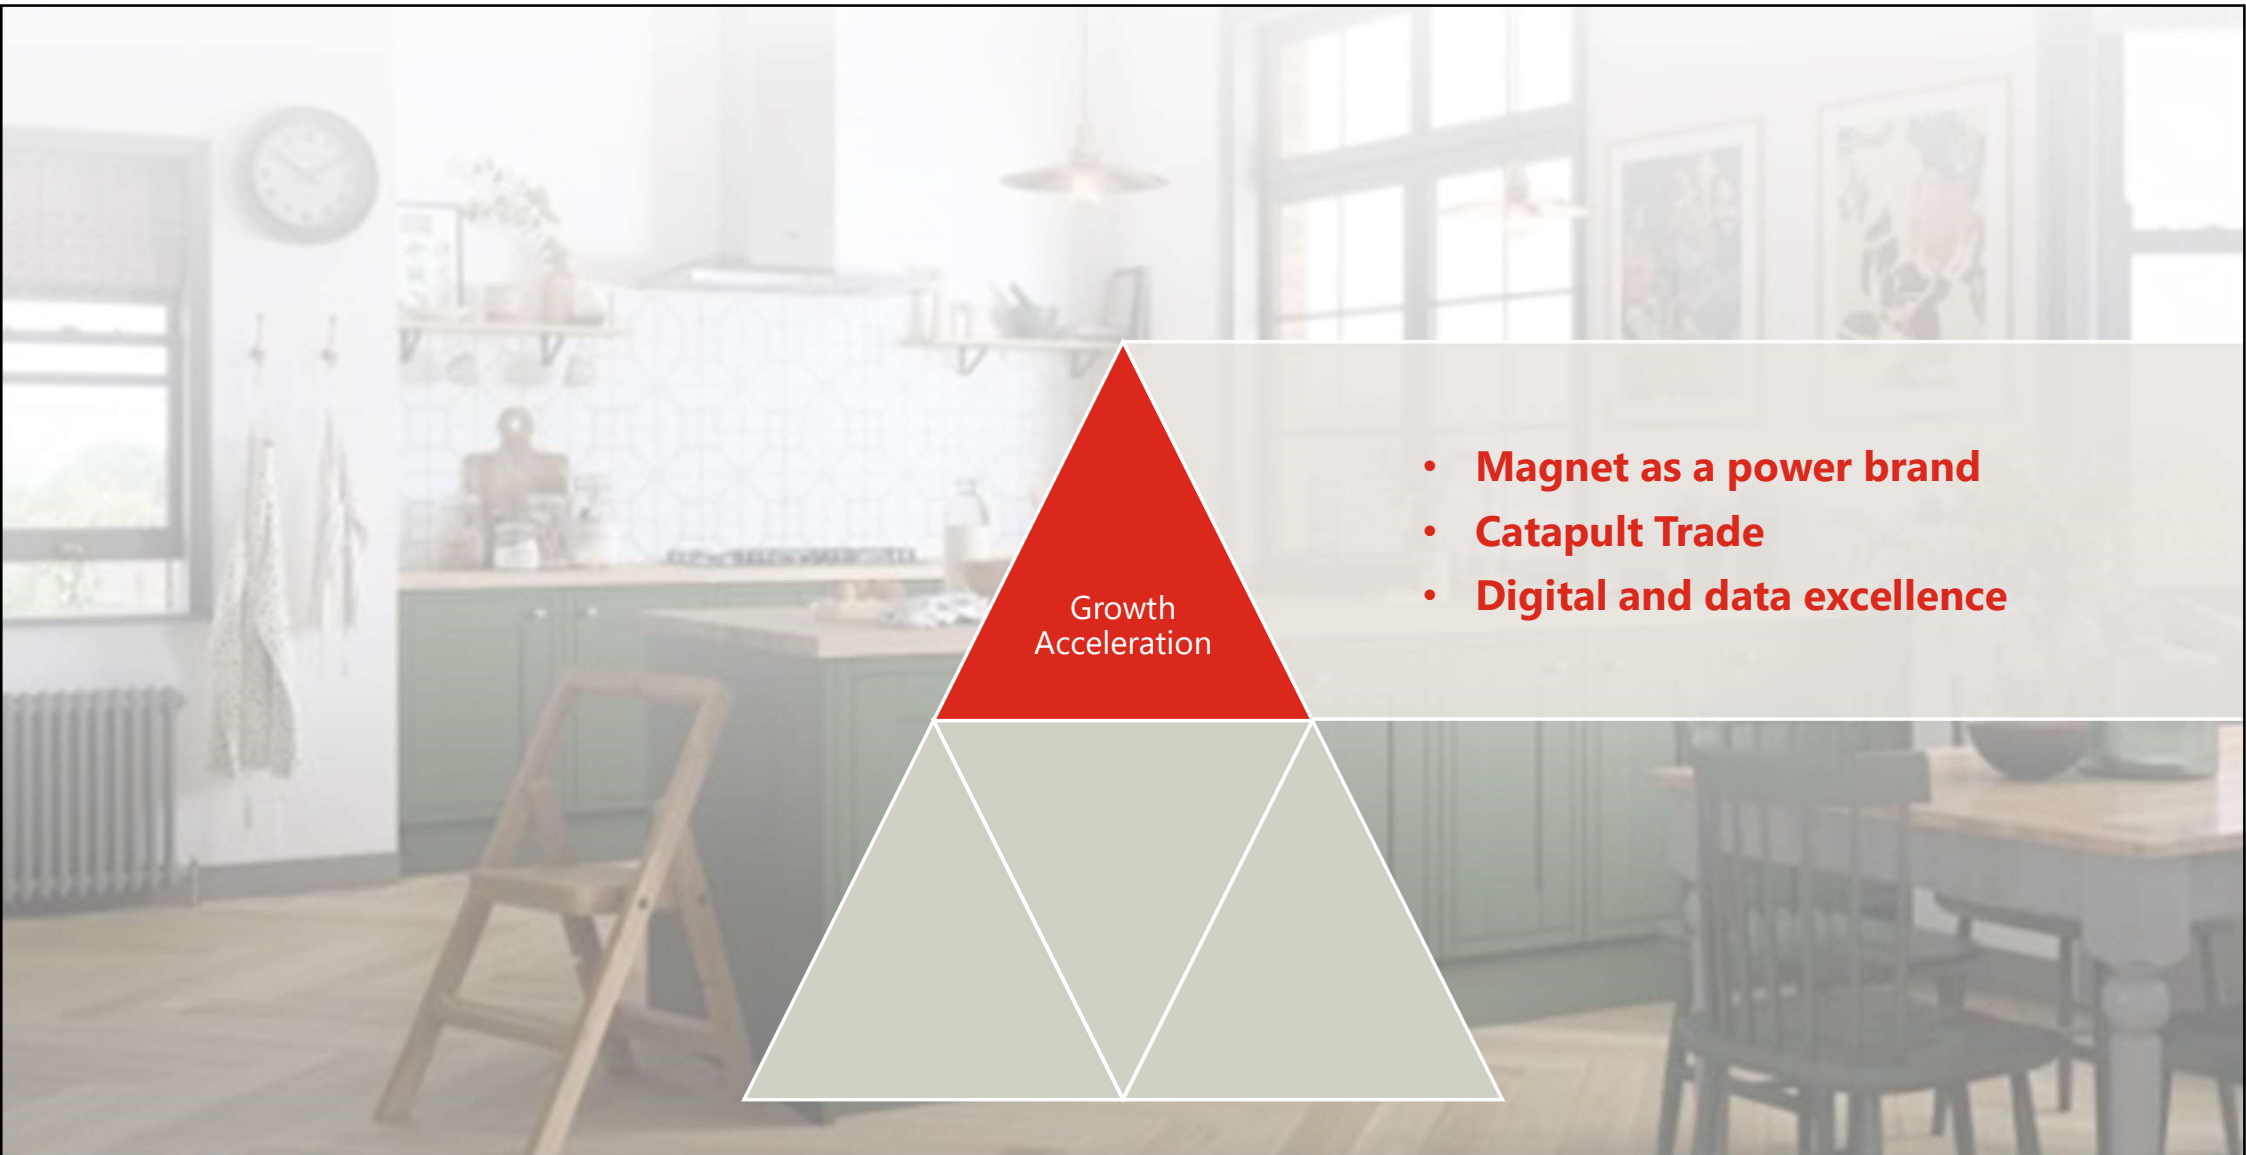 Growth
Acceleration
• Magnet as a power brand
• Catapult Trade
• Digital and data excellence